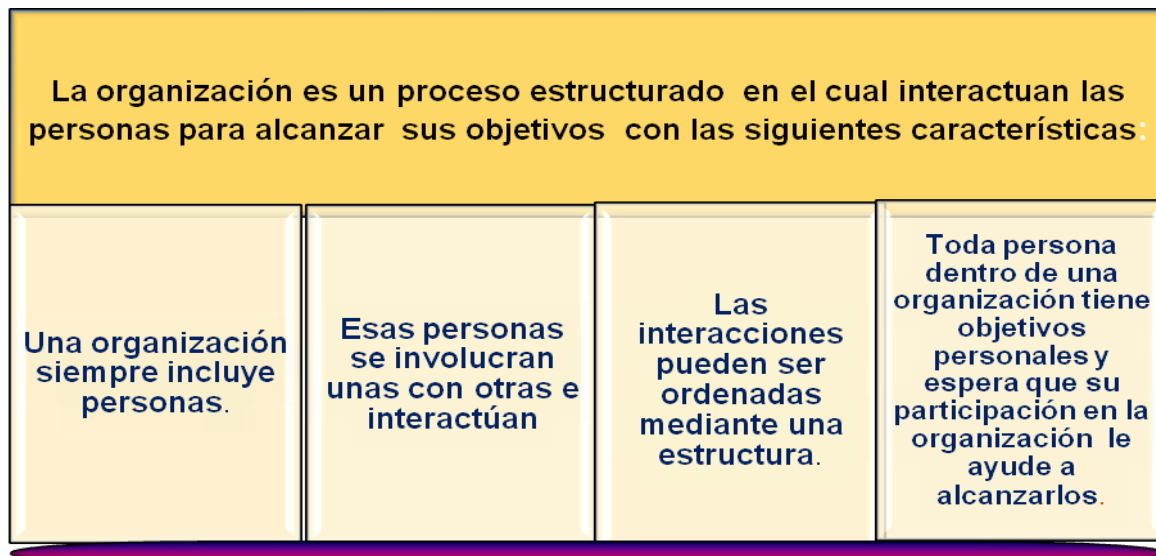 La organización es un proceso estructurado en el cual interactuan las
personas para alcanzar sus objetivos con las siguientes características:
Una organización
siempre incluye
personas.
Esas personas
se involucran
unas con otras e
interactúan
Las
interacciones
pueden ser
ordenadas
mediante una
estructura.
Toda persona
dentro de una
organización tiene
objetivos
personales y
espera que su
participación en la
organización le
ayude a
alcanzarlos.